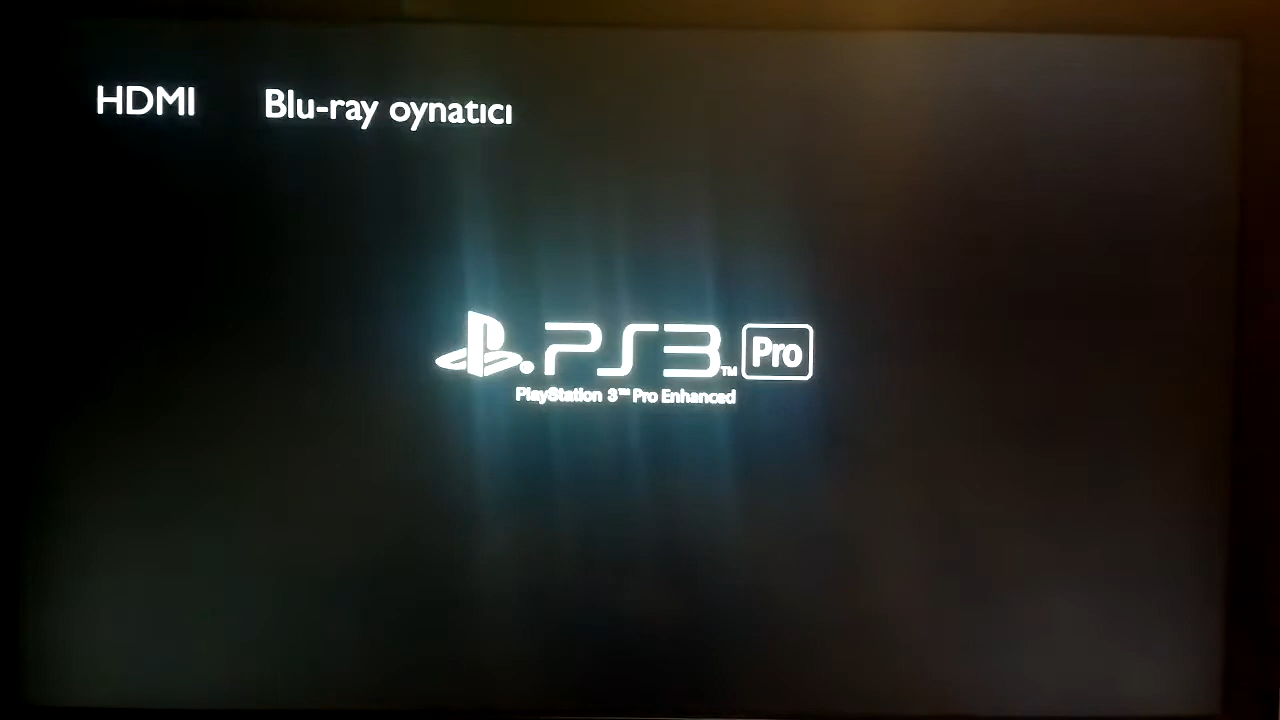 HDMI Blu-ray oynatıcı
PS3™ Pro
PlayStation 3™ Pro Enhanced